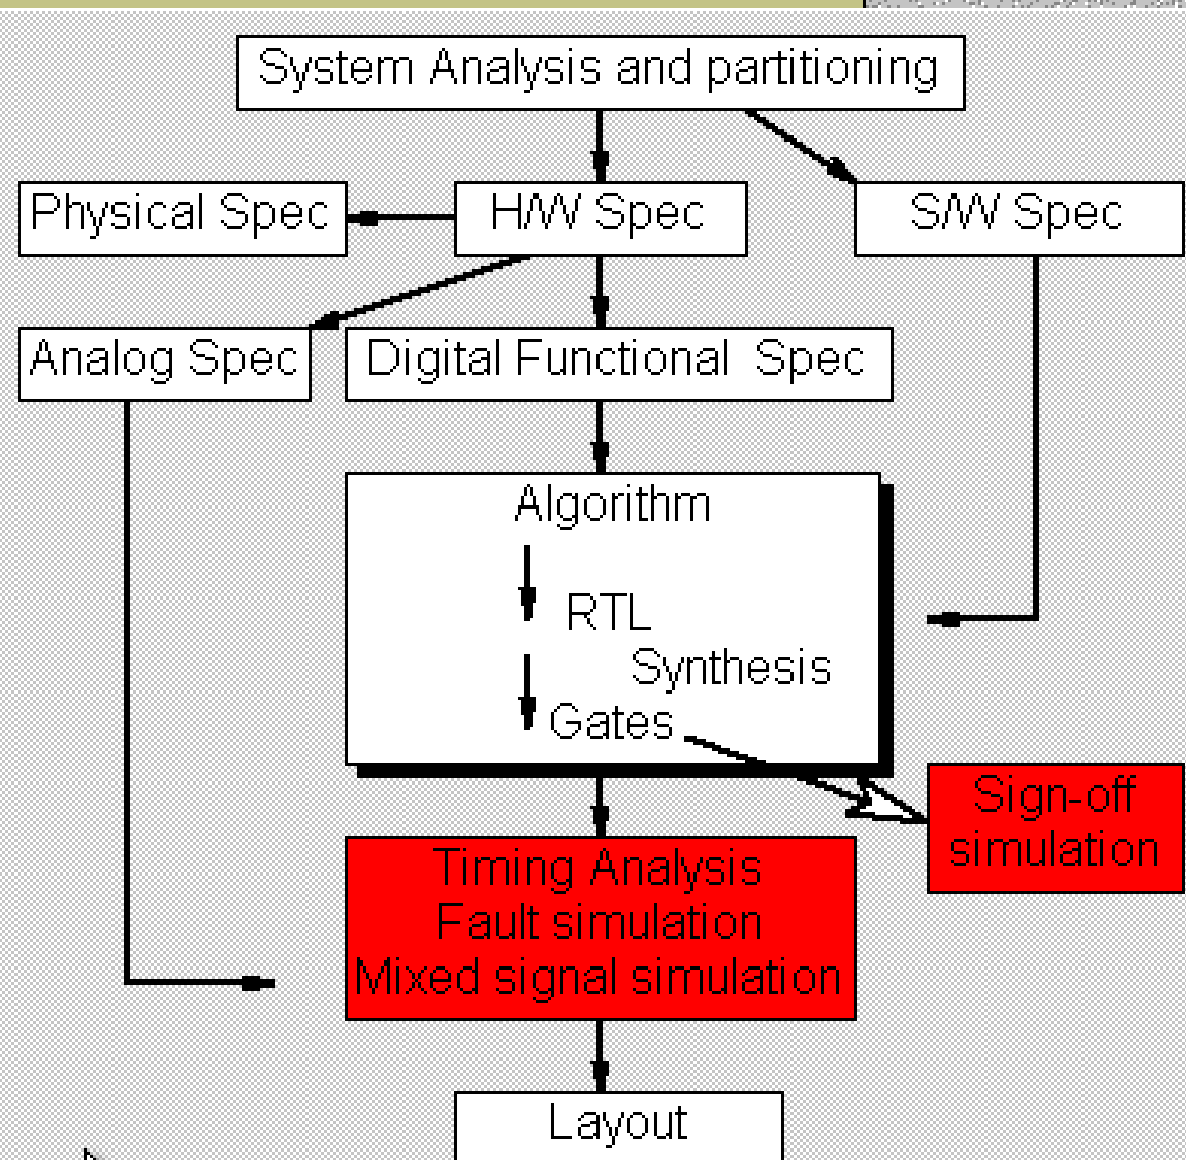 System Analysis and partitioning
Physical Spec
H/W Spec
S/W Spec
Analog Spec
Digital Functional Spec
Algorithm
RTL
Synthesis
Gates
Sign-off
simulation
Timing Analysis
Fault simulation
Mixed signal simulation
Layout